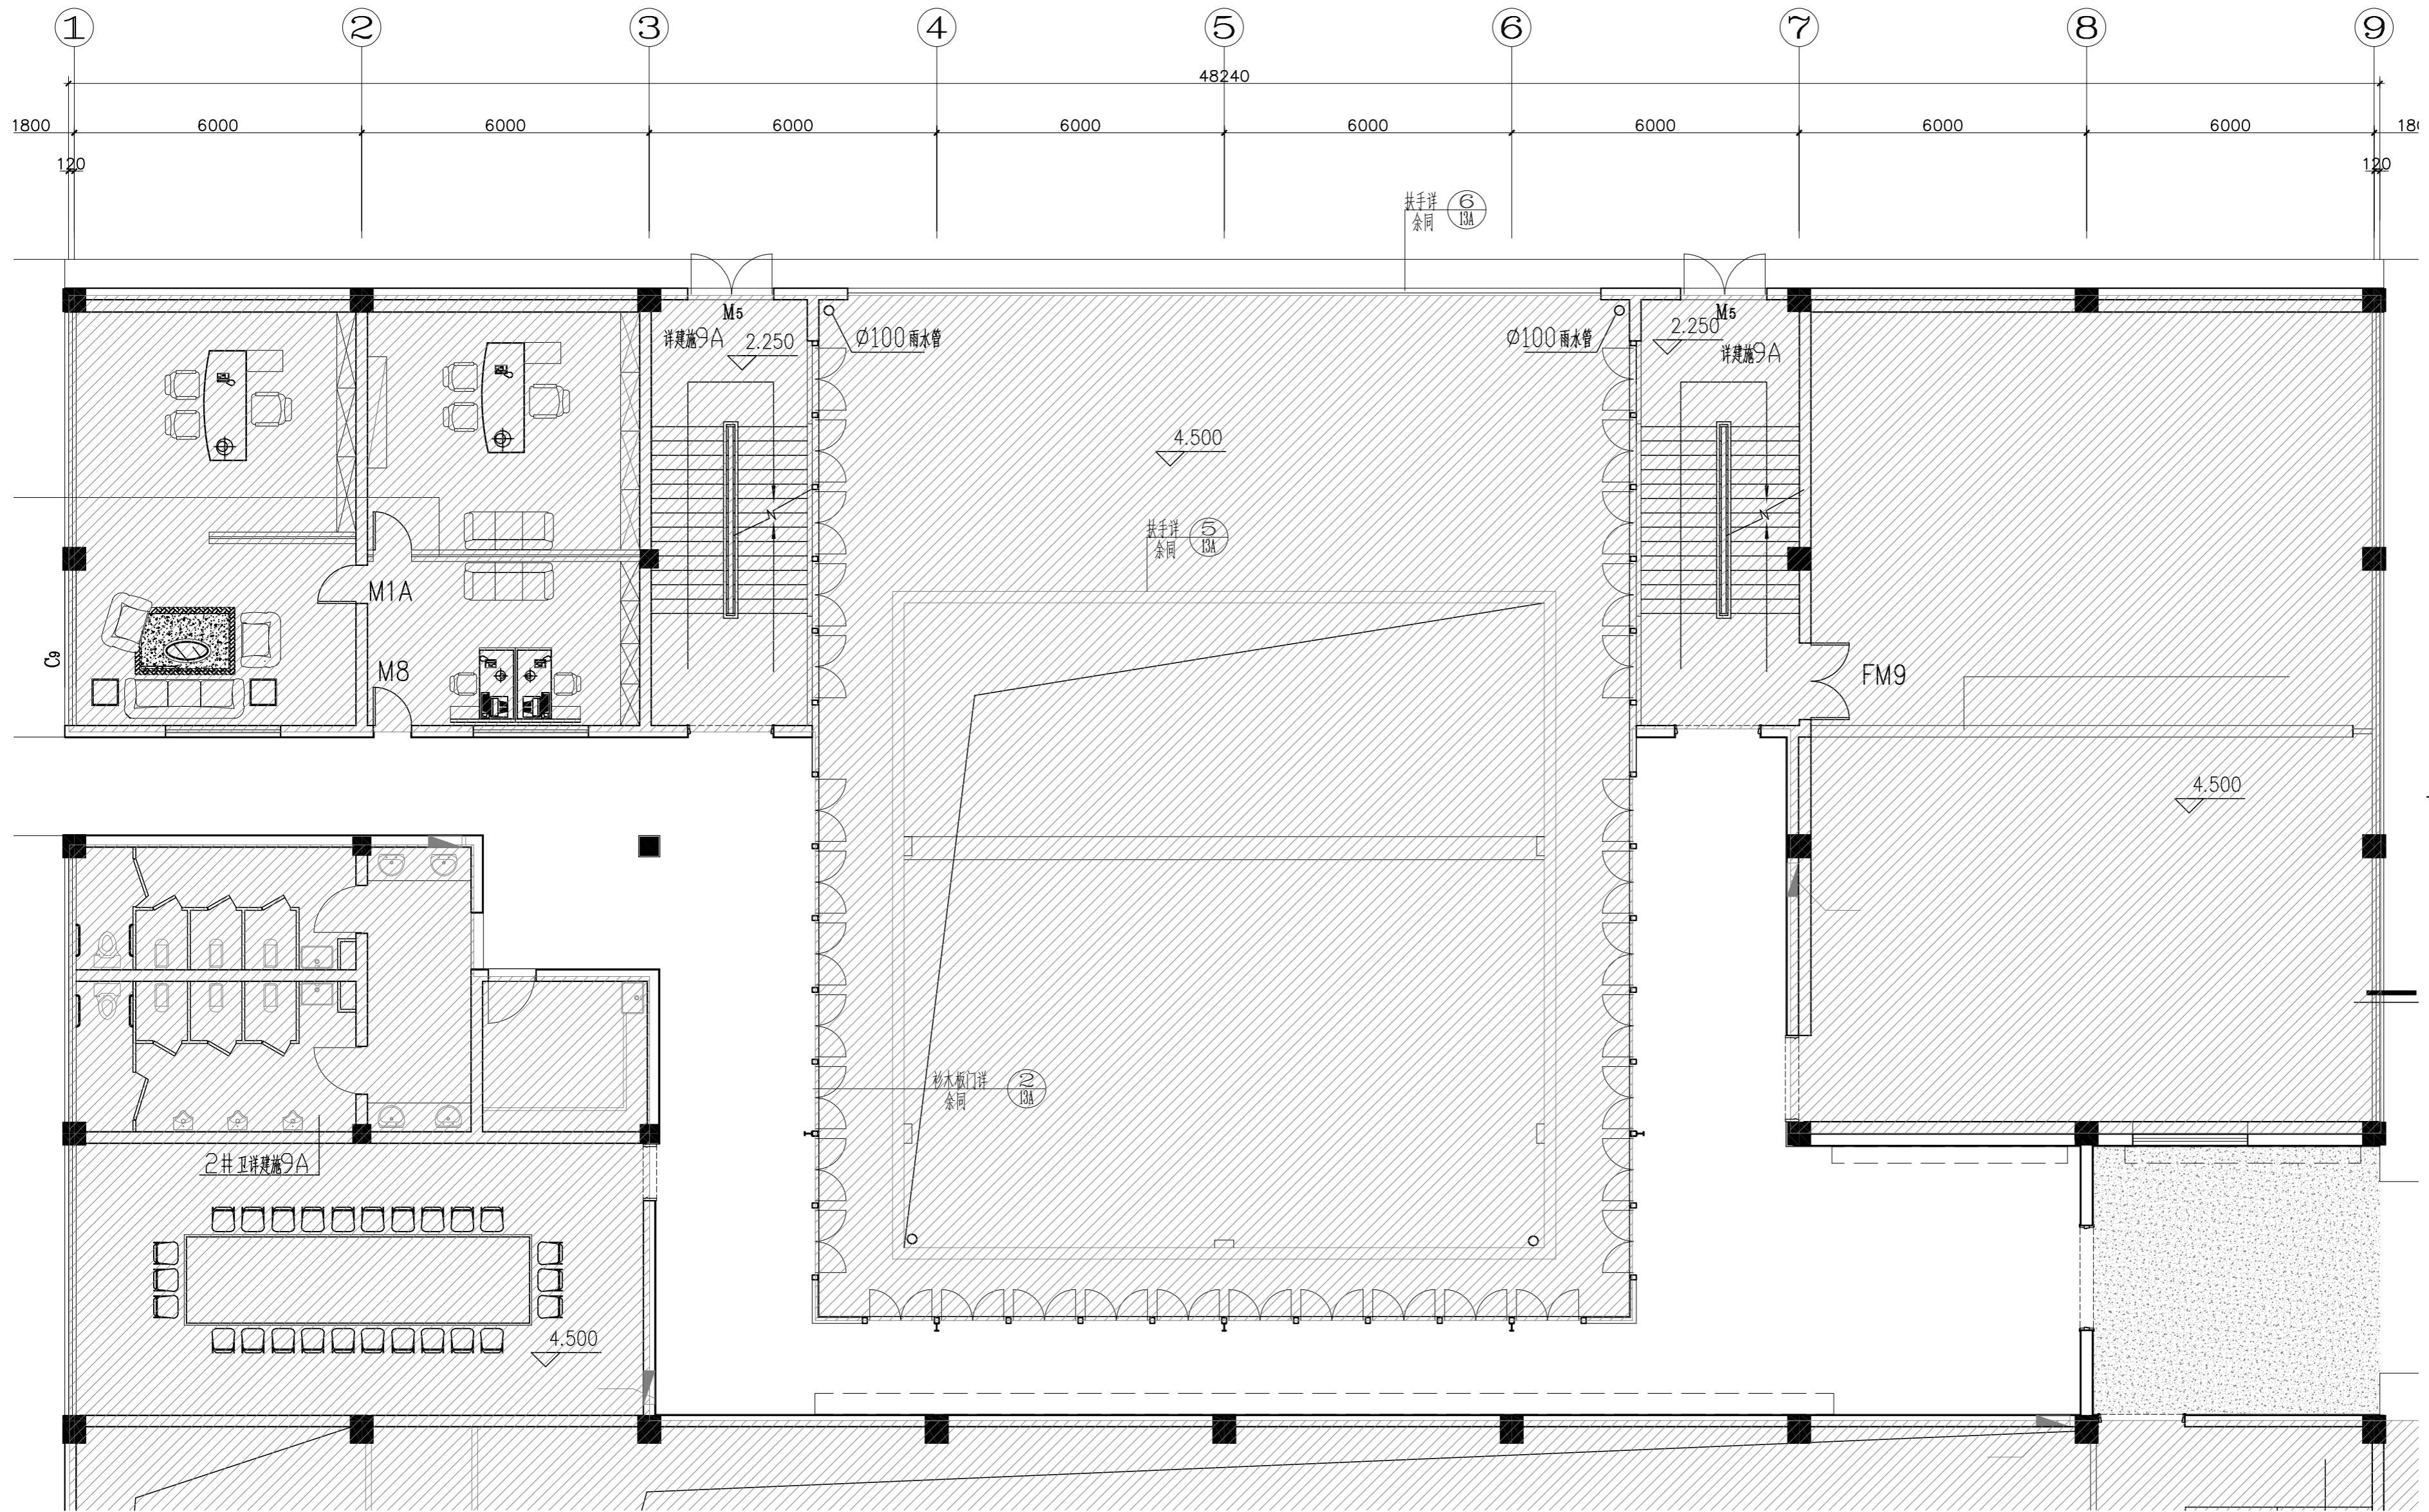 1 2 3 4 5 6 7 8 9
48240
1800 6000 6000 6000 6000 6000 6000 6000 6000
120 120
扶手详 6
余同 13A
M5 M5
详建施9A 2.250 Ø100雨水管 Ø100雨水管 2.250 详建施9A
4.500
扶手详 5
余同 13A
M1A
C9
M8
FM9
4.500
杉木板门详 2
余同 13A
2#卫详建施9A
4.500